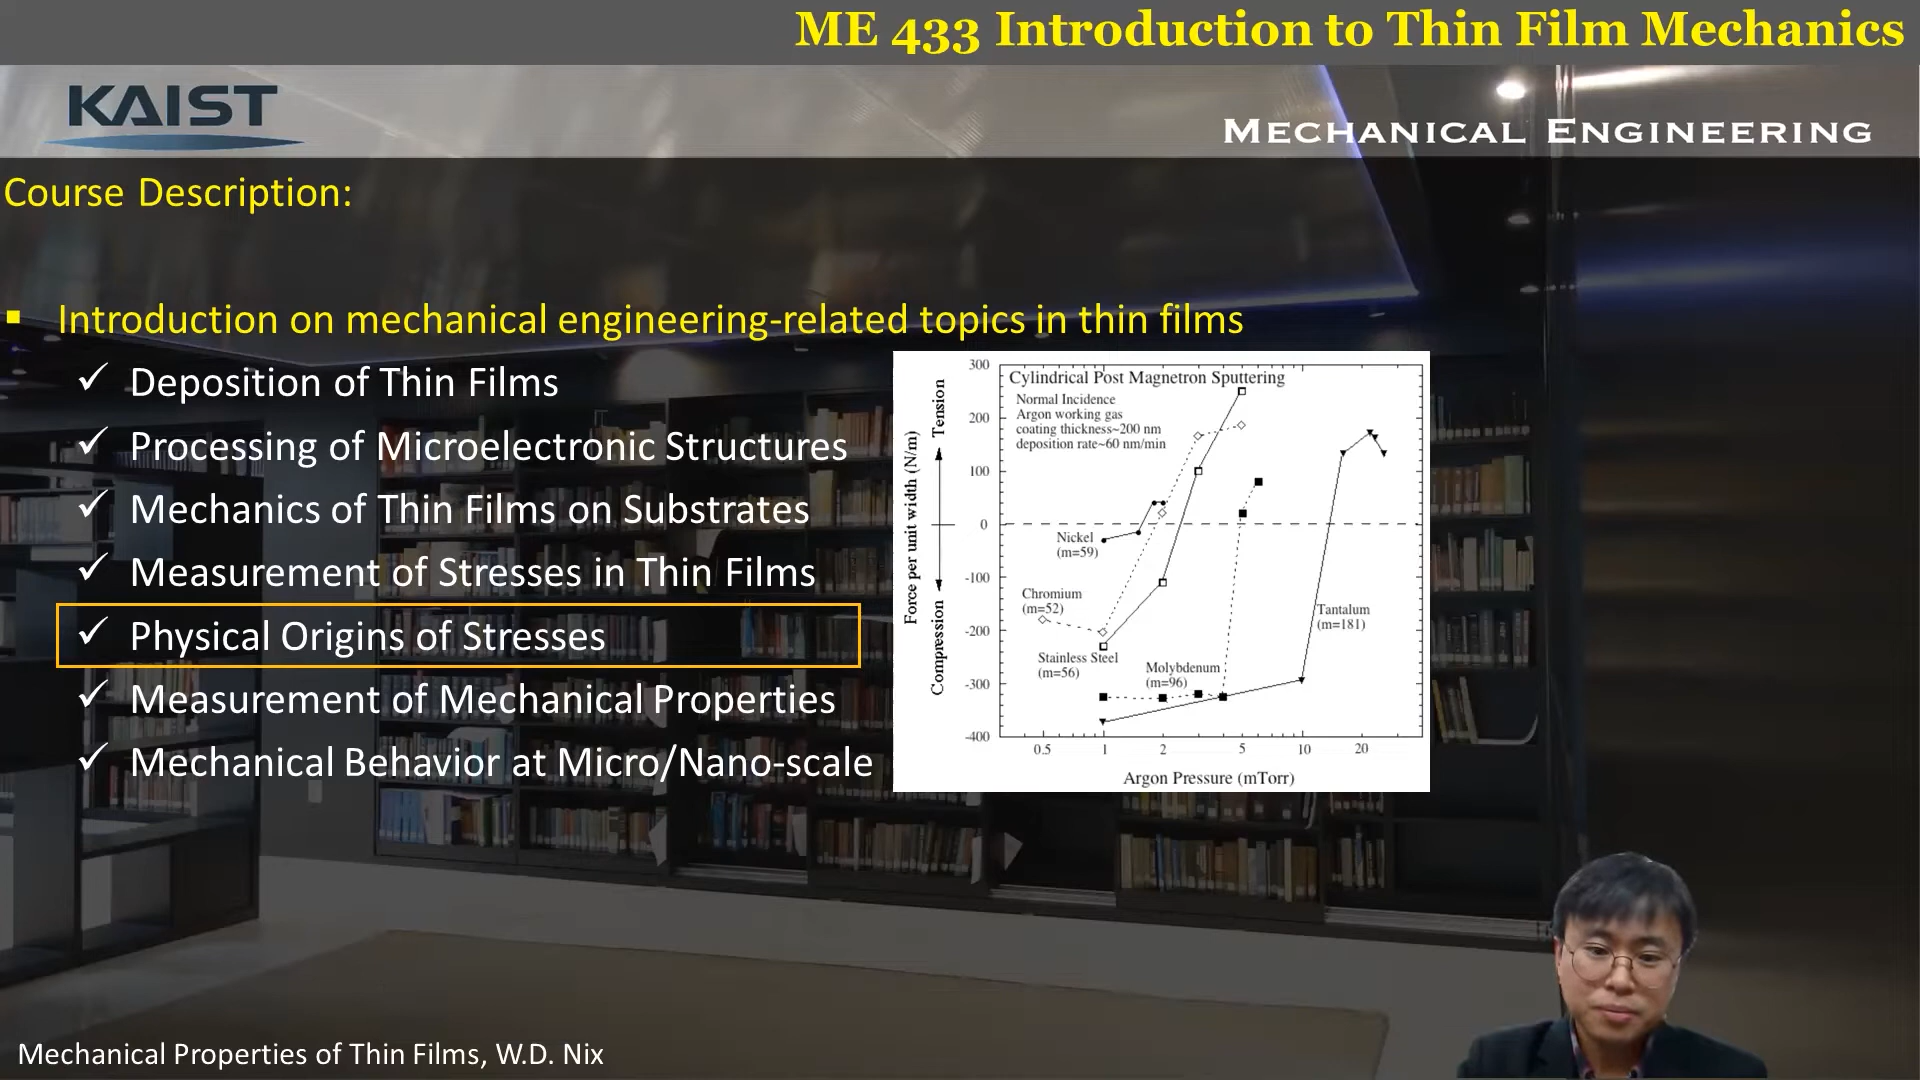 ME 433 Introduction to Thin Film Mechanics
KAIST
MECHANICAL ENGINEERING
Course Description:
Introduction on mechanical engineering-related topics in thin films
Deposition of Thin Films
Processing of Microelectronic Structures
Mechanics of Thin Films on Substrates
Measurement of Stresses in Thin Films
Physical Origins of Stresses
Measurement of Mechanical Properties
Mechanical Behavior at Micro/Nano-scale
Cylindrical Post Magnetron Sputtering
Normal Incidence
Argon working gas
coating thickness~200 nm
deposition rate~60 nm/min
Force per unit width (N/m)
Compression
Tension
300
200
100
0
-100
-200
-300
-400
Nickel
(m=59)
Chromium
(m=52)
Stainless Steel
(m=56)
Molybdenum
(m=96)
Tantalum
(m=181)
0.5 1 2 5 10 20
Argon Pressure (mTorr)
Mechanical Properties of Thin Films, W.D. Nix